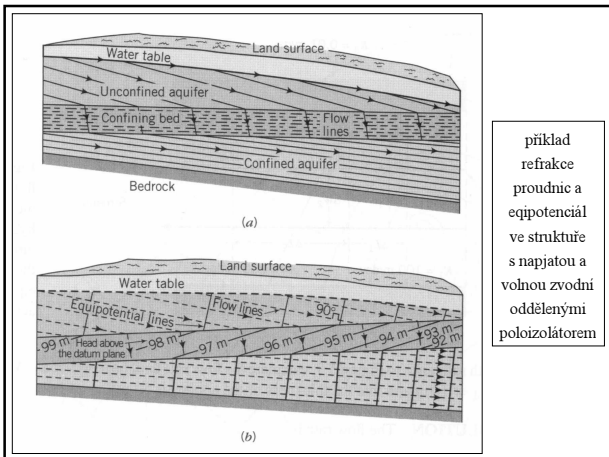 Land surface
Water table
Unconfined aquifer
Confining bed
Flow
lines
Confined aquifer
Bedrock
(a)
Land surface
Water table
Equipotential lines
Flow lines
90°
99 m
Head above
the datum plane
98 m
97 m
96 m
95 m
94 m
93 m
92 m
(b)
příklad
refrakce
proudnic a
eqipotenciál
ve struktuře
s napjatou a
volnou zvodní
oddělenými
poloizolátorem